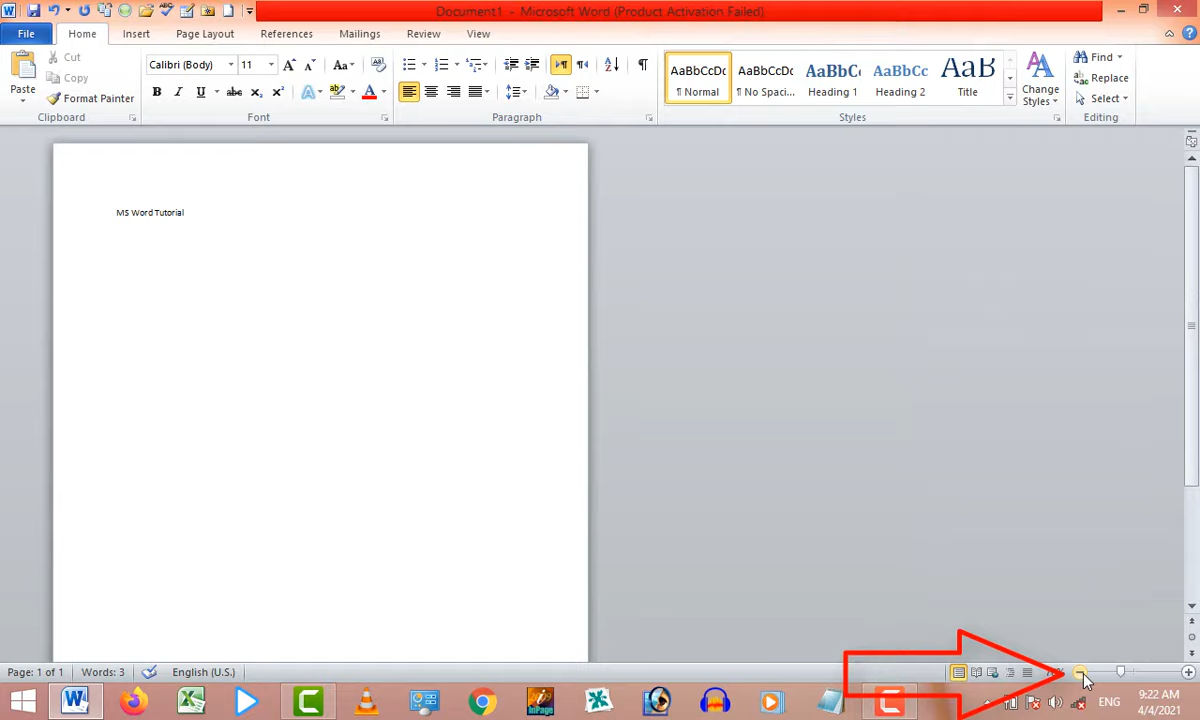 Document1 - Microsoft Word (Product Activation Failed)
File Home Insert Page Layout References Mailings Review View
Cut
Copy
Format Painter
Paste
Calibri (Body) 11
AaBbCcDc AaBbCcDc AaBbCc AaBbCc AaB
¶ Normal ¶ No Spaci... Heading 1 Heading 2 Title
Change
Styles
Find
Replace
Select
Clipboard Font Paragraph Styles Editing
MS Word Tutorial
Page: 1 of 1 Words: 3 English (U.S.)
ENG
9:22 AM
4/4/2021